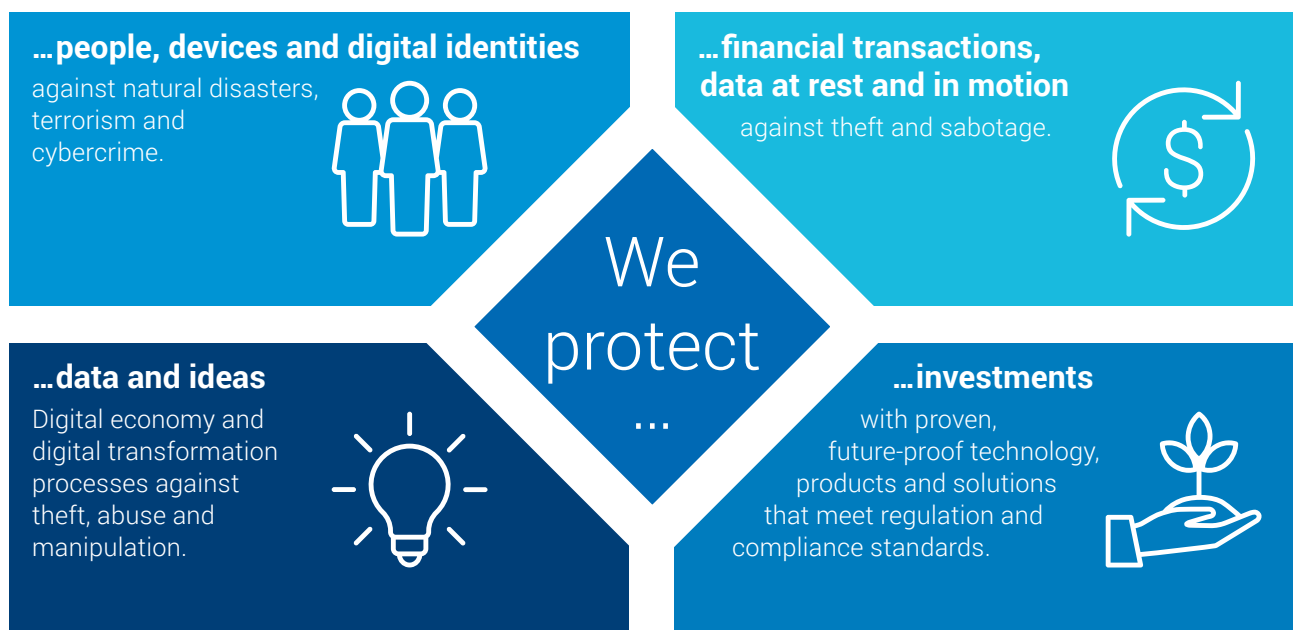 ...people, devices and digital identities
against natural disasters,
terrorism and
cybercrime.
...financial transactions,
data at rest and in motion
against theft and sabotage.
We
protect
...
...data and ideas
Digital economy and
digital transformation
processes against
theft, abuse and
manipulation.
...investments
with proven,
future-proof technology,
products and solutions
that meet regulation and
compliance standards.
$